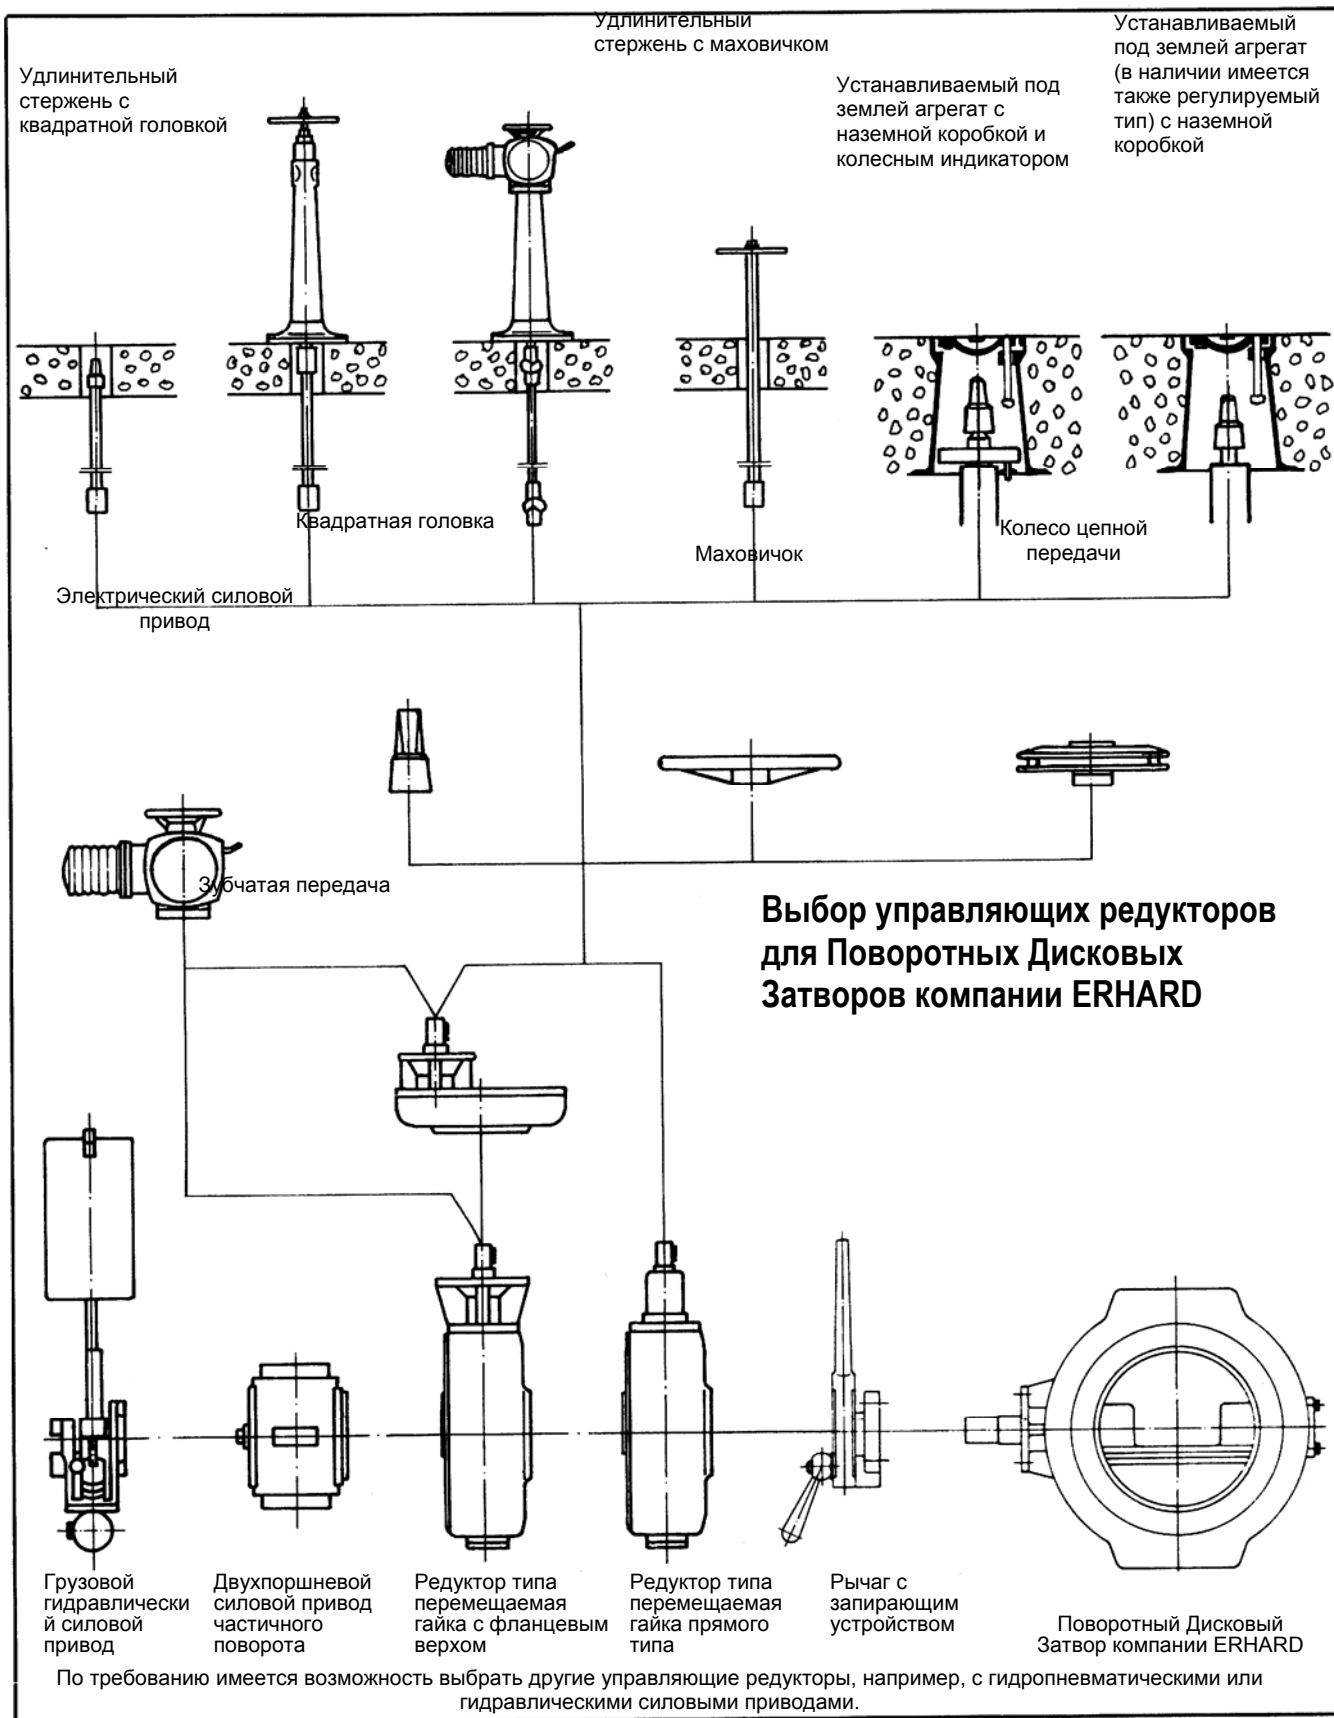 Удлинительный
стержень с
квадратной головкой
Удлинительный
стержень с маховичком
Устанавливаемый под
землей агрегат с
наземной коробкой и
колесным индикатором
Устанавливаемый
под землей агрегат
(в наличии имеется
также регулируемый
тип) с наземной
коробкой
Квадратная головка
Маховичок
Колесо цепной
передачи
Электрический силовой
привод
Зубчатая передача
Выбор управляющих редукторов
для Поворотных Дисковых
Затворов компании ERHARD
Грузовой
гидравлически
й силовой
привод
Двухпоршневой
силовой привод
частичного
поворота
Редуктор типа
перемещаемая
гайка с фланцевым
верхом
Редуктор типа
перемещаемая
гайка прямого
типа
Рычаг с
запирающим
устройством
Поворотный Дисковый
Затвор компании ERHARD
По требованию имеется возможность выбрать другие управляющие редукторы, например, с гидропневматическими или
гидравлическими силовыми приводами.